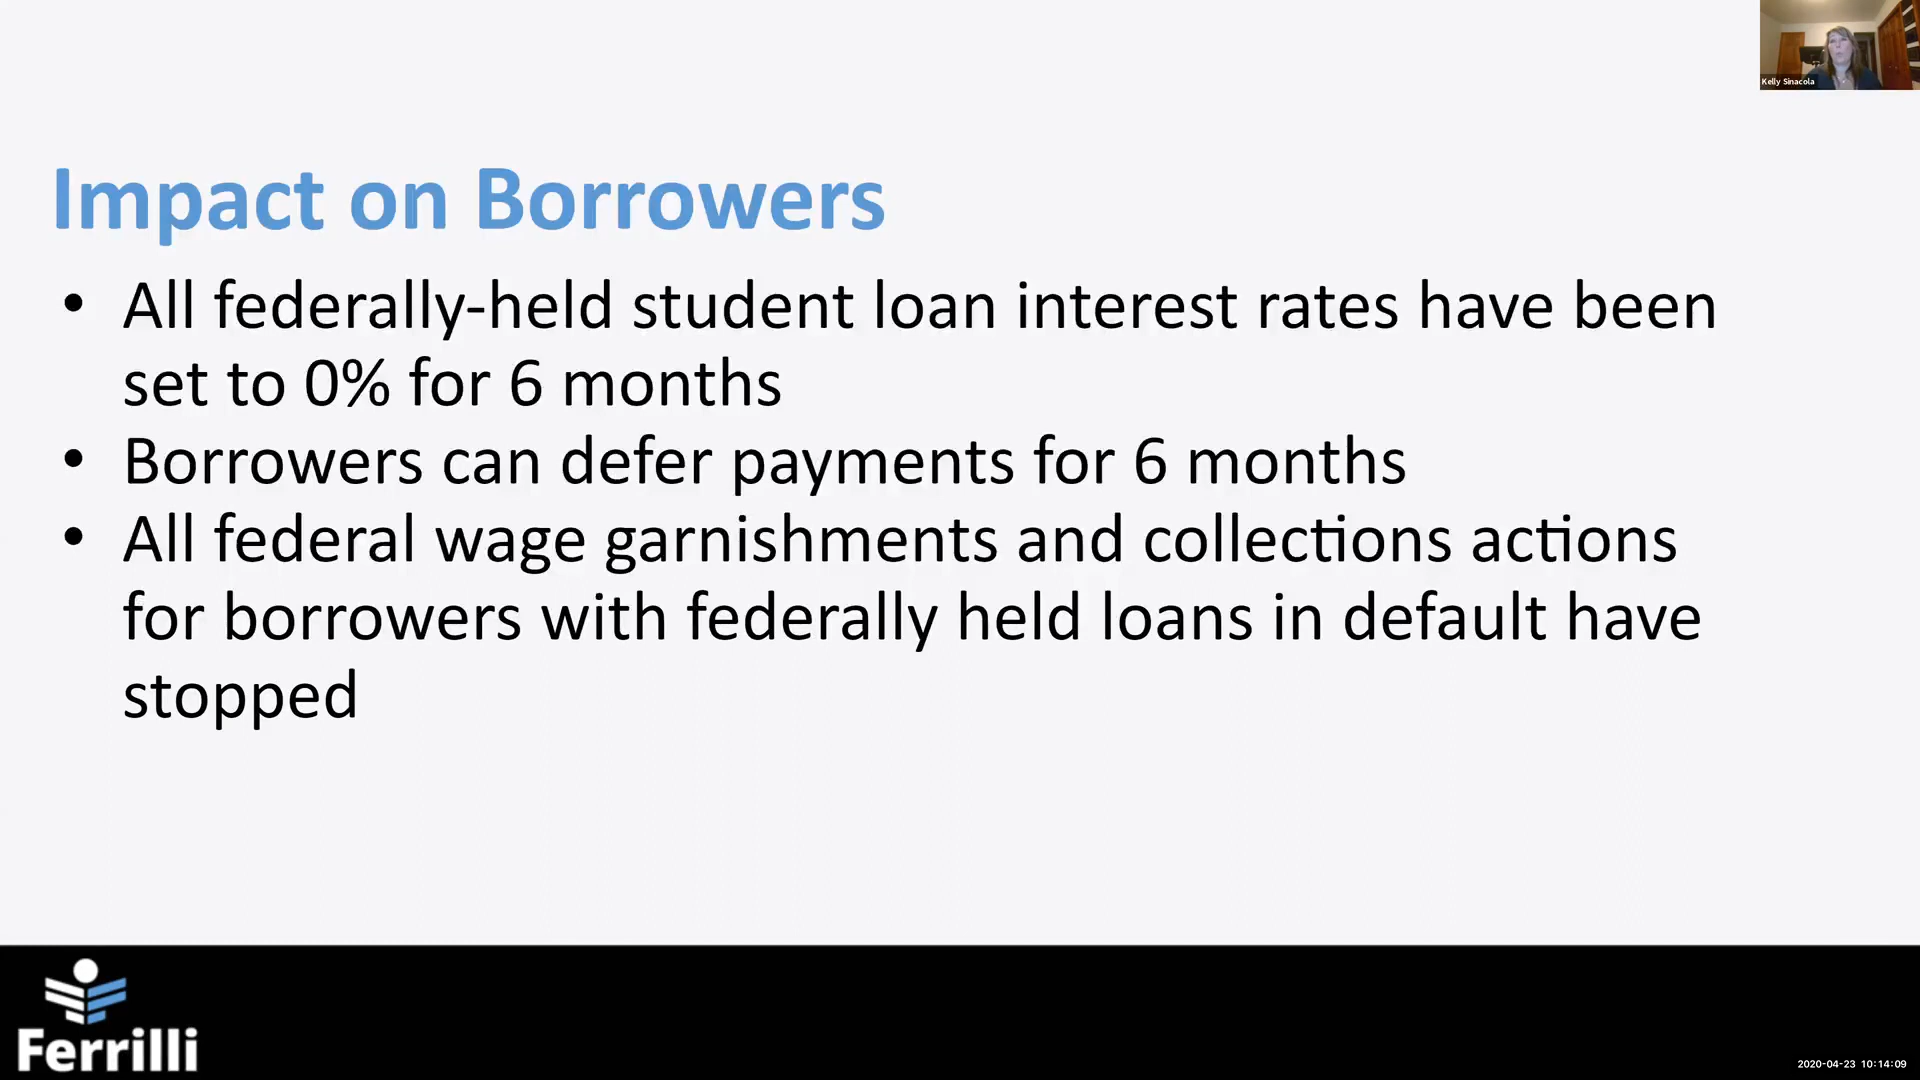 Kelly Sinacola
Impact on Borrowers
• All federally-held student loan interest rates have been
set to 0% for 6 months
• Borrowers can defer payments for 6 months
• All federal wage garnishments and collections actions
for borrowers with federally held loans in default have
stopped
Ferrilli
2020-04-23 10:14:09